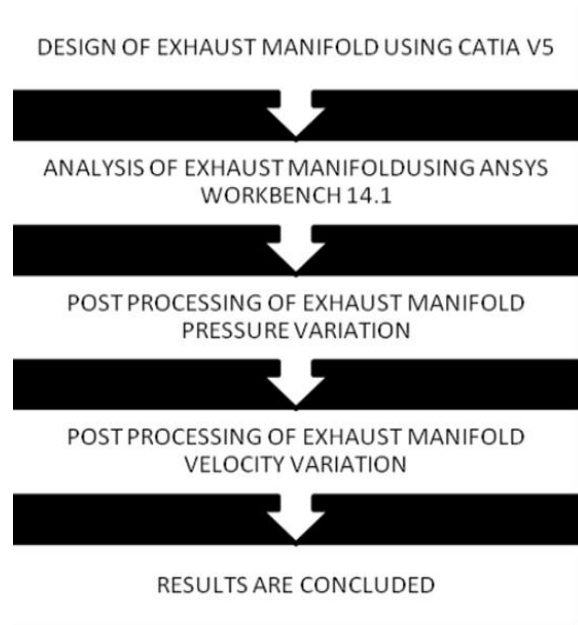 DESIGN OF EXHAUST MANIFOLD USING CATIA V5
ANALYSIS OF EXHAUST MANIFOLDUSING ANSYS
WORKBENCH 14.1
POST PROCESSING OF EXHAUST MANIFOLD
PRESSURE VARIATION
POST PROCESSING OF EXHAUST MANIFOLD
VELOCITY VARIATION
RESULTS ARE CONCLUDED